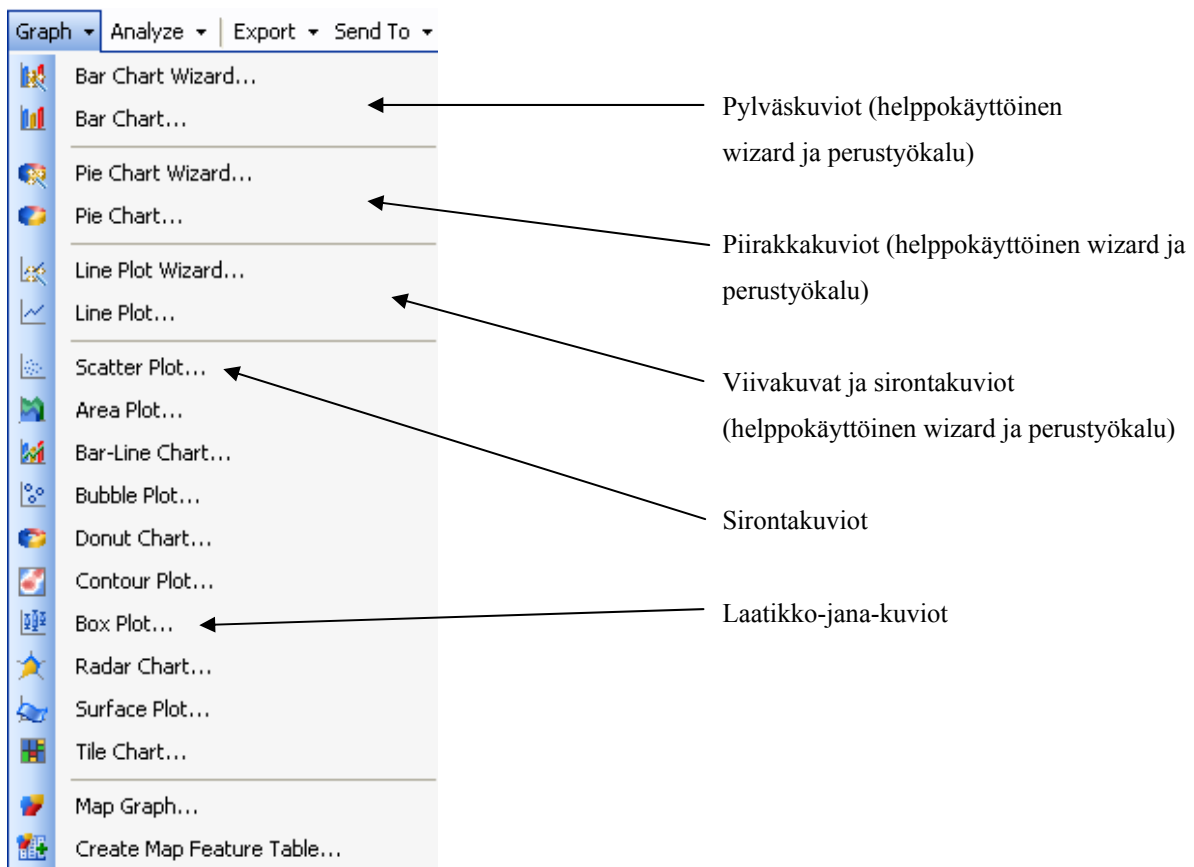 Graph Analyze Export Send To
Bar Chart Wizard...
Bar Chart...
Pie Chart Wizard...
Pie Chart...
Line Plot Wizard...
Line Plot...
Scatter Plot...
Area Plot...
Bar-Line Chart...
Bubble Plot...
Donut Chart...
Contour Plot...
Box Plot...
Radar Chart...
Surface Plot...
Tile Chart...
Map Graph...
Create Map Feature Table...
Pylväskuviot (helppokäyttöinen
wizard ja perustyökalu)
Piirakkakuviot (helppokäyttöinen wizard ja
perustyökalu)
Viivakuvat ja sirontakuviot
(helppokäyttöinen wizard ja perustyökalu)
Sirontakuviot
Laatikko-jana-kuviot